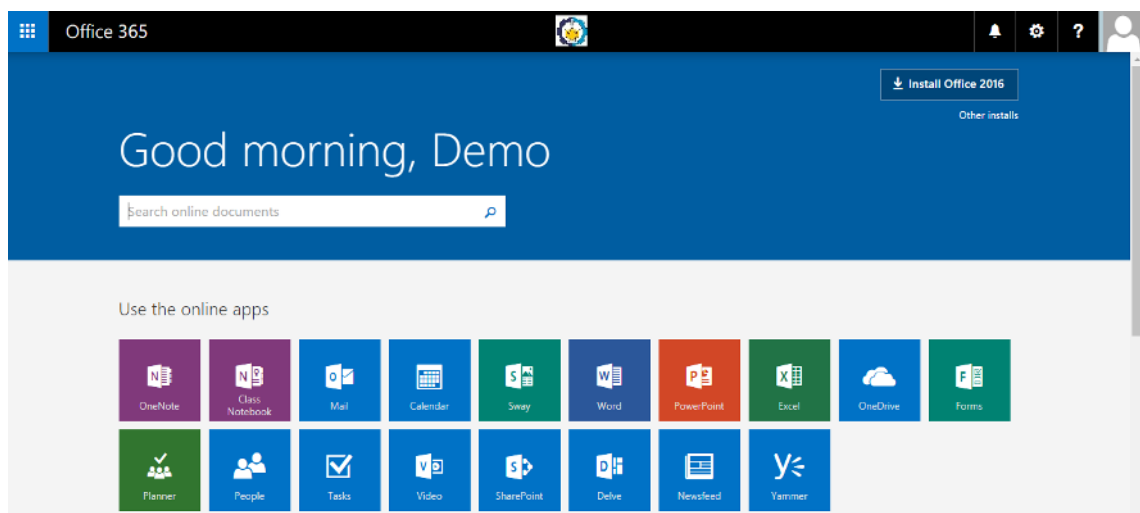 Office 365
?
Install Office 2016
Other installs
Good morning, Demo
Search online documents
Use the online apps
OneNote
Class
Notebook
Mail
Calendar
Sway
Word
PowerPoint
Excel
OneDrive
Forms
Planner
People
Tasks
Video
SharePoint
Delve
Newsfeed
Yammer